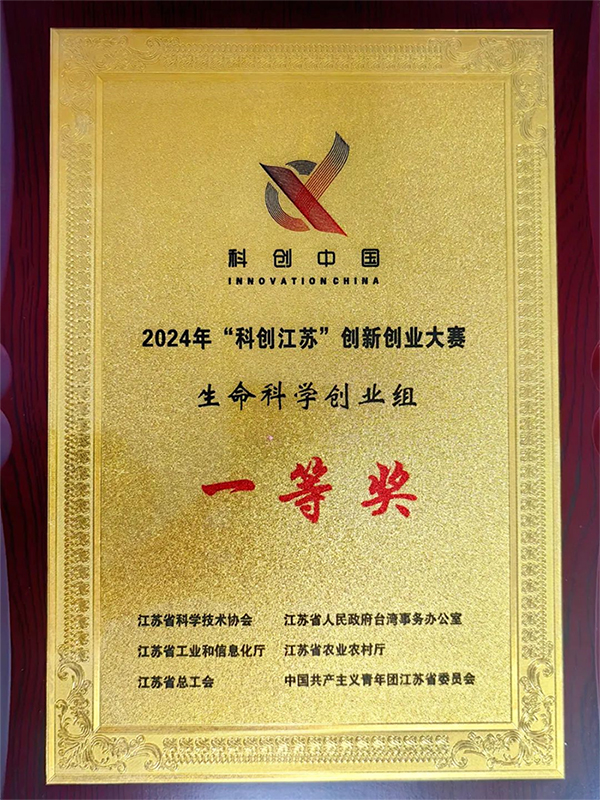 科创中国
INNOVATION CHINA
2024年“科创江苏”创新创业大赛
生命科学创业组
一等奖
江苏省科学技术协会 江苏省人民政府台湾事务办公室
江苏省工业和信息化厅 江苏省农业农村厅
江苏省总工会 中国共产主义青年团江苏省委员会